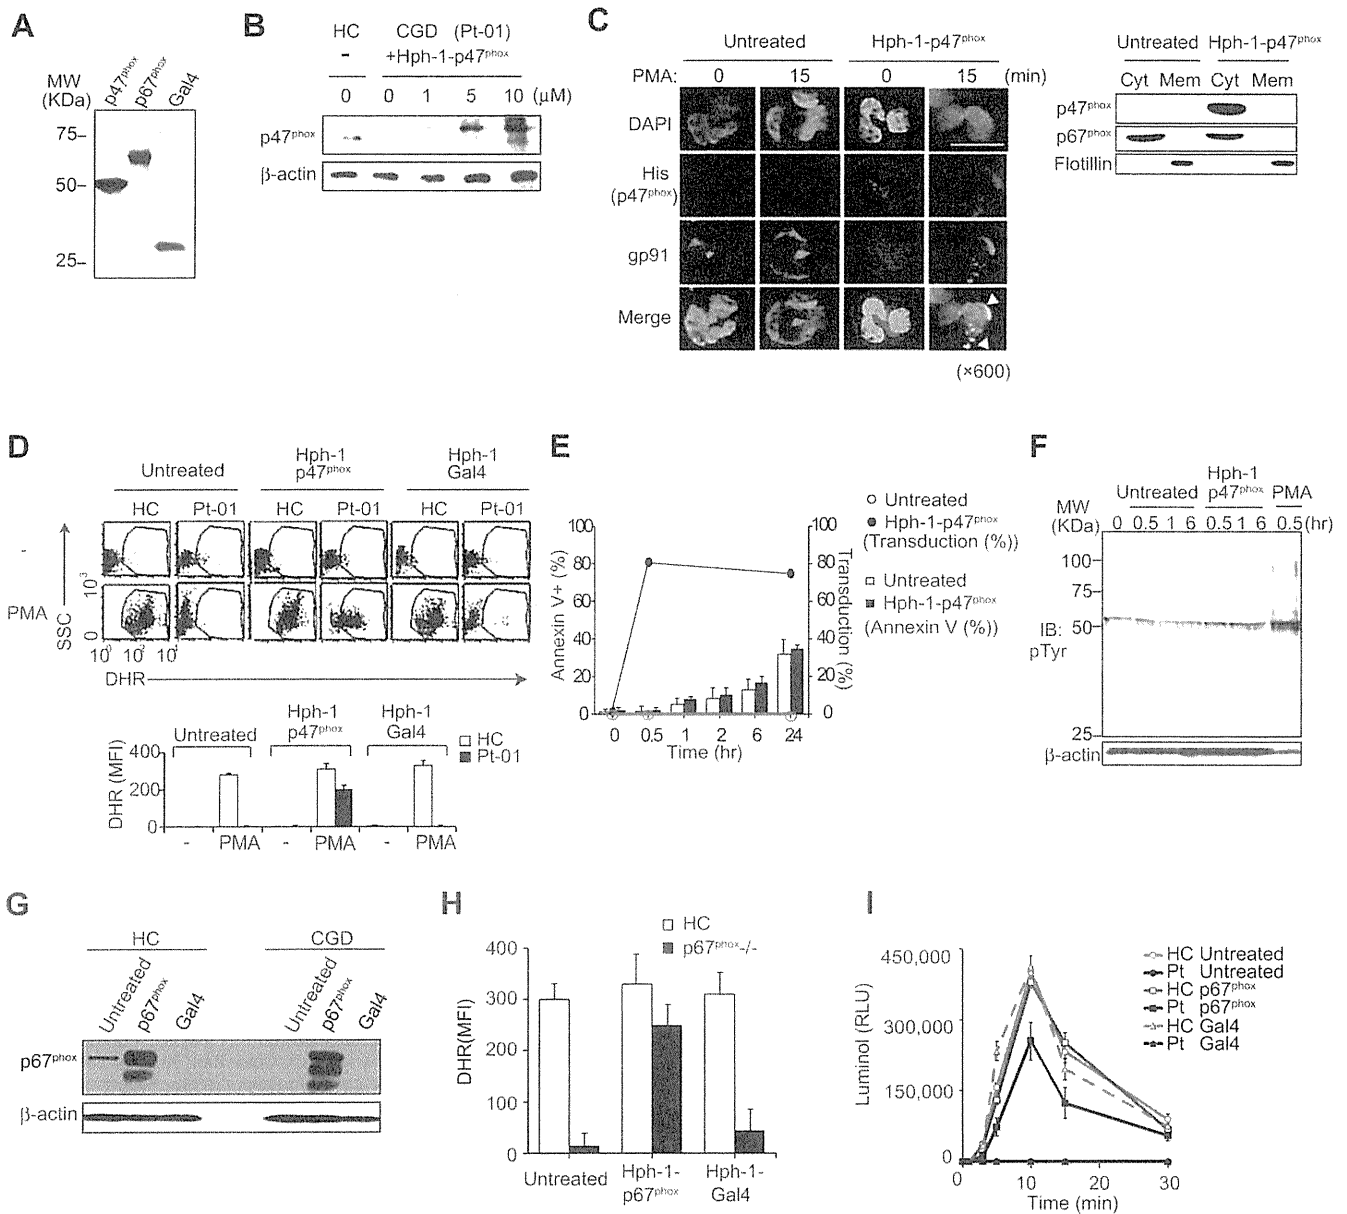 A
MW
(KDa)
p47phox
p67phox
Gal4
75–
50–
25–
B
HC CGD (Pt-01)
- +Hph-1-p47phox
0 0 1 5 10 (μM)
p47phox
β-actin
C
Untreated Hph-1-p47phox
PMA: 0 15 0 15 (min)
DAPI
His
(p47phox)
gp91
Merge
(×600)
Untreated Hph-1-p47phox
Cyt Mem Cyt Mem
p47phox
p67phox
Flotillin
D
Untreated Hph-1 p47phox Hph-1 Gal4
HC Pt-01 HC Pt-01 HC Pt-01
-
PMA
SSC
10³
0
10⁰ 10² 10⁴
DHR
Untreated Hph-1 p47phox Hph-1 Gal4
HC
Pt-01
DHR (MFI)
400
200
0
- PMA - PMA - PMA
E
Annexin V+ (%)
100
80
60
40
20
0
100
80
60
40
20
0
Transduction (%)
0 0.5 1 2 6 24
Time (hr)
Untreated
Hph-1-p47phox
(Transduction (%))
Untreated
Hph-1-p47phox
(Annexin V (%))
F
MW
(KDa)
Untreated Hph-1 p47phox PMA
0 0.5 1 6 0.5 1 6 0.5 (hr)
100–
75–
50–
25–
IB:
pTyr
β-actin
G
HC CGD
Untreated p67phox Gal4 Untreated p67phox Gal4
p67phox
β-actin
H
HC
p67phox-/-
DHR(MFI)
400
300
200
100
0
Untreated Hph-1-p67phox Hph-1-Gal4
I
Luminol (RLU)
450,000
300,000
150,000
0
0 10 20 30
Time (min)
HC Untreated
Pt Untreated
HC p67phox
Pt p67phox
HC Gal4
Pt Gal4